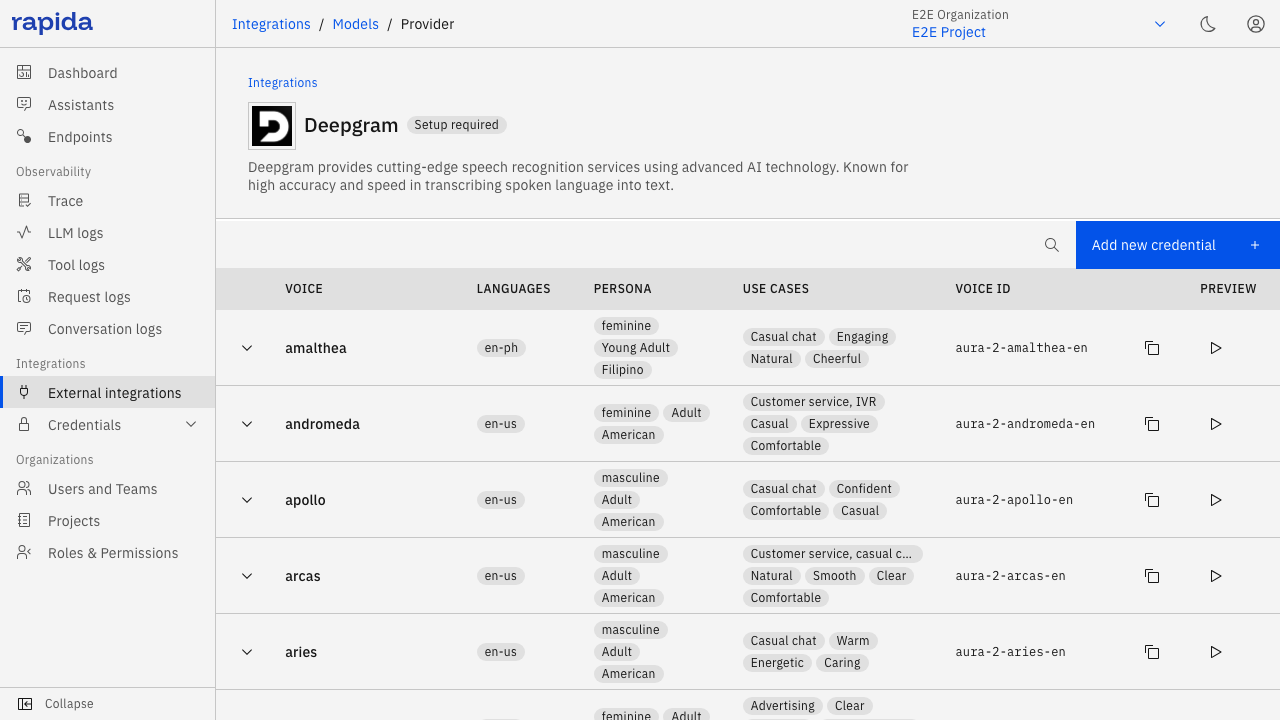 rapida
Integrations / Models / Provider
E2E Organization
E2E Project
Dashboard
Assistants
Endpoints
Observability
Trace
LLM logs
Tool logs
Request logs
Conversation logs
Integrations
External integrations
Credentials
Organizations
Users and Teams
Projects
Roles & Permissions
Collapse
Integrations
Deepgram Setup required
Deepgram provides cutting-edge speech recognition services using advanced AI technology. Known for
high accuracy and speed in transcribing spoken language into text.
Add new credential +
VOICE LANGUAGES PERSONA USE CASES VOICE ID PREVIEW
amalthea
en-ph
feminine
Young Adult
Filipino
Casual chat Engaging
Natural Cheerful
aura-2-amalthea-en
andromeda
en-us
feminine Adult
American
Customer service, IVR
Casual Expressive
Comfortable
aura-2-andromeda-en
apollo
en-us
masculine
Adult
American
Casual chat Confident
Comfortable Casual
aura-2-apollo-en
arcas
en-us
masculine
Adult
American
Customer service, casual c...
Natural Smooth Clear
Comfortable
aura-2-arcas-en
aries
en-us
masculine
Adult
American
Casual chat Warm
Energetic Caring
aura-2-aries-en
feminine Adult
Advertising Clear